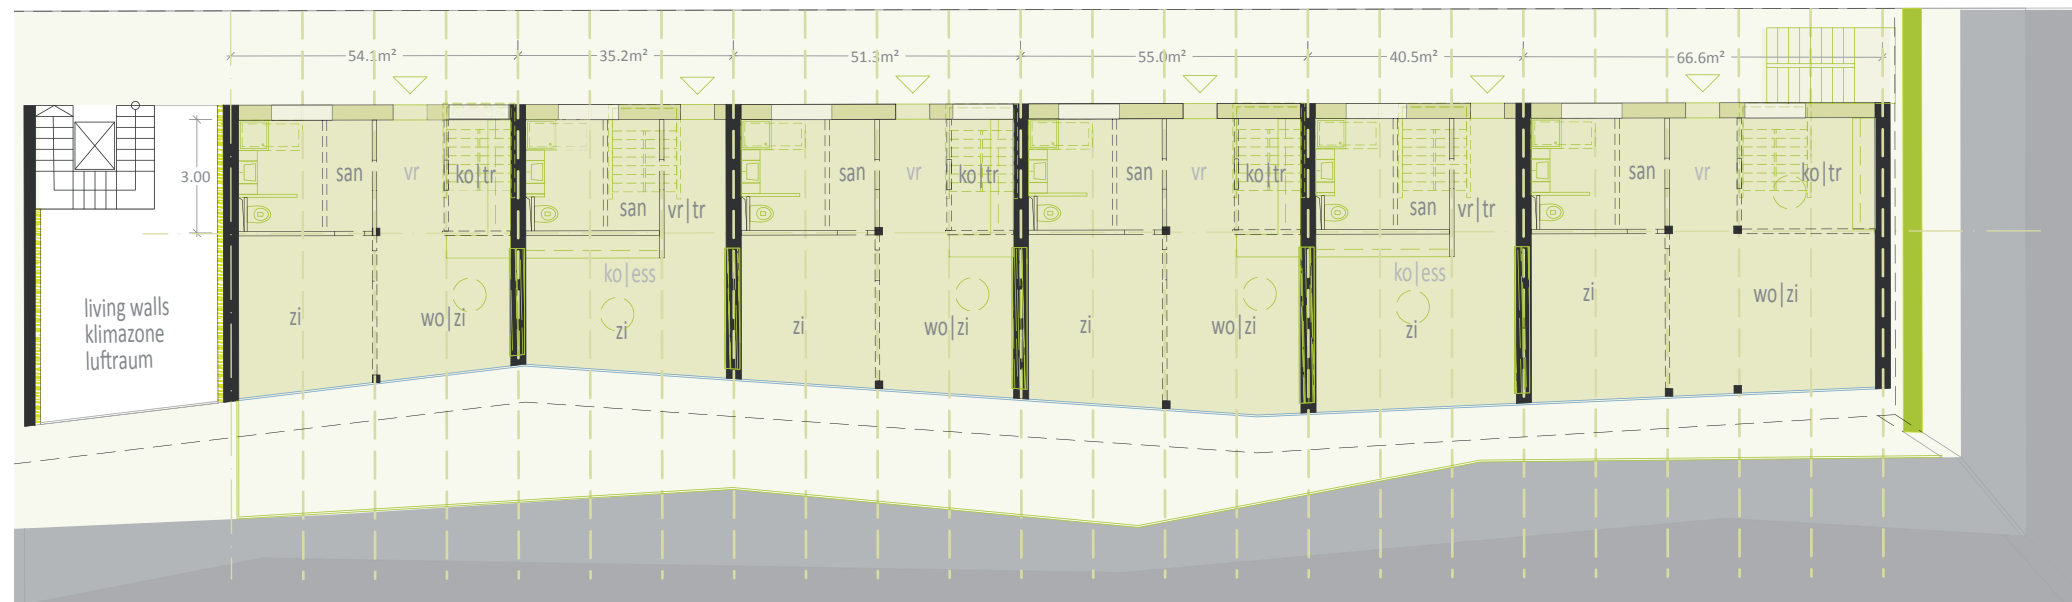 54.1m² 35.2m² 51.3m² 55.0m² 40.5m² 66.6m²
3.00 san vr ko|tr san vr|tr san vr ko|tr san vr ko|tr san vr|tr san vr ko|tr
ko|ess ko|ess
living walls
klimazone
luftraum
zi wo|zi zi zi wo|zi zi wo|zi zi zi wo|zi